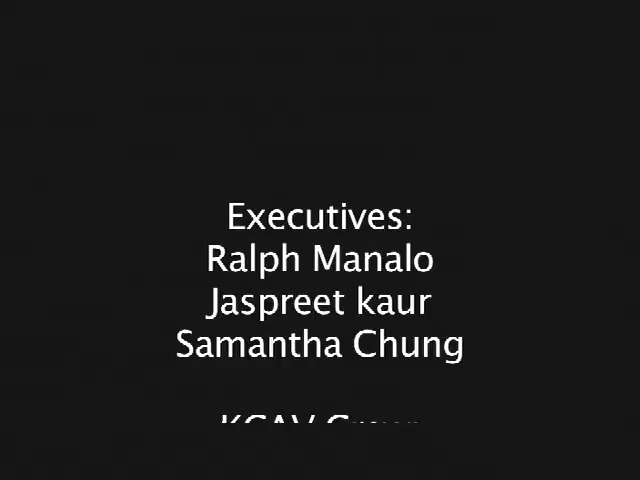 Executives:
Ralph Manalo
Jaspreet kaur
Samantha Chung